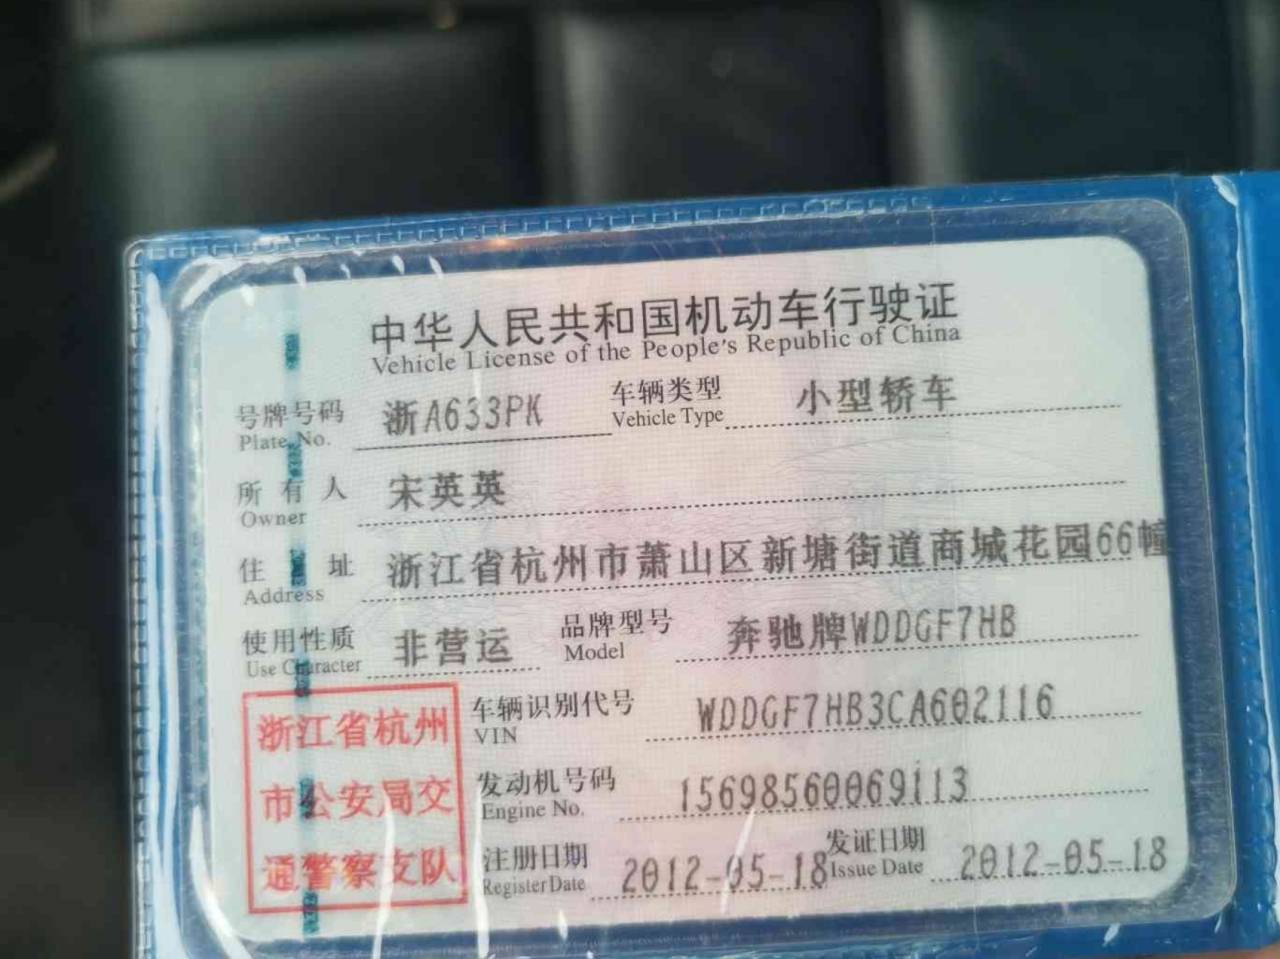 中华人民共和国机动车行驶证
Vehicle License of the People's Republic of China
号牌号码 浙A633PK 车辆类型 小型轿车
Plate No. Vehicle Type
所有人 宋英英
Owner
住址 浙江省杭州市萧山区新塘街道商城花园66幢
Address
使用性质 非营运 品牌型号 奔驰牌WDDGF7HB
Use Character Model
浙江省杭州
市公安局交
通警察支队
车辆识别代号 WDDGF7HB3CA602116
VIN
发动机号码 15698560069113
Engine No.
注册日期 2012-05-18 发证日期 2012-05-18
Register Date Issue Date